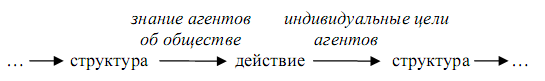 знание агентов индивидуальные цели
об обществе агентов
... структура действие структура ...